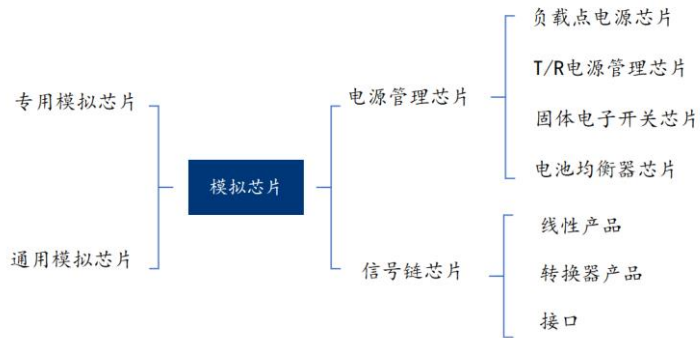 专用模拟芯片
通用模拟芯片
模拟芯片
电源管理芯片
负载点电源芯片
T/R电源管理芯片
固体电子开关芯片
电池均衡器芯片
信号链芯片
线性产品
转换器产品
接口